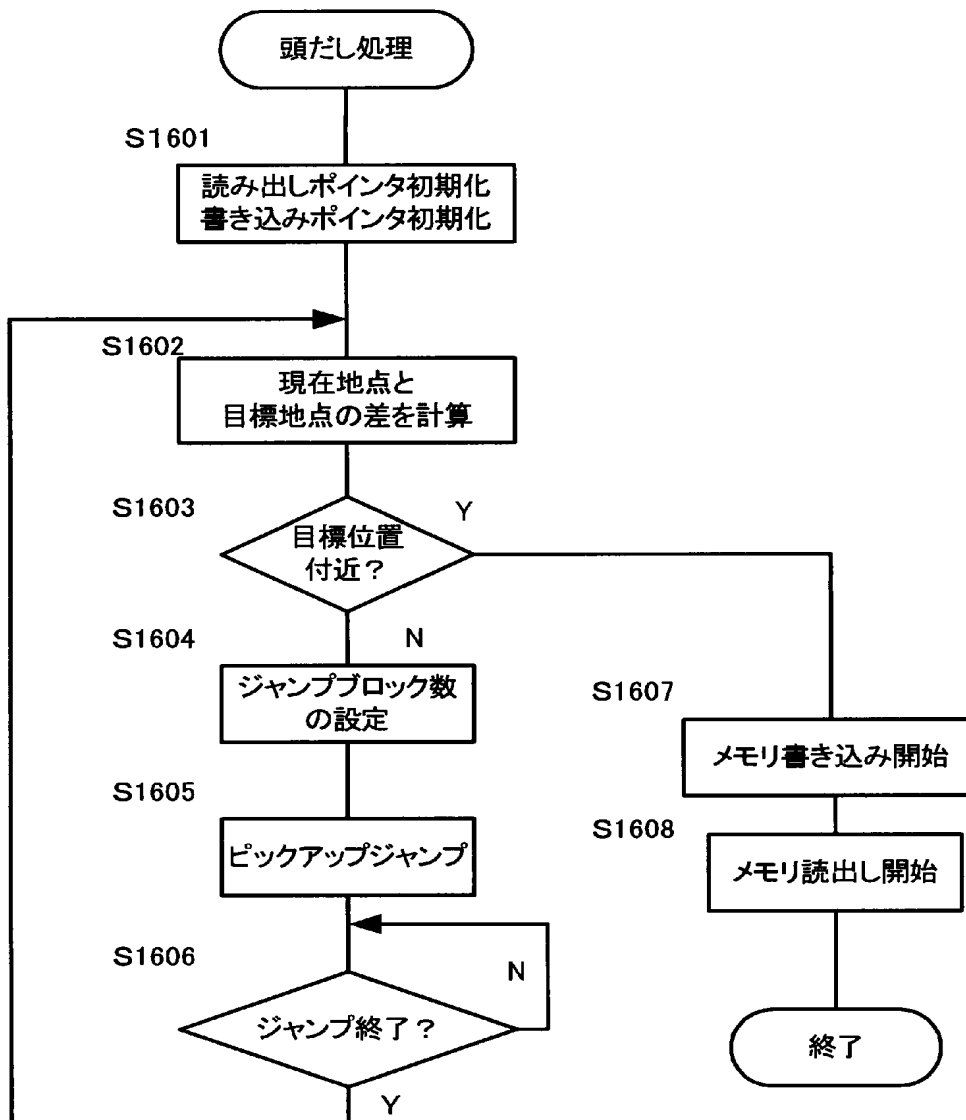 頭だし処理
S1601
読み出しポインタ初期化
書き込みポインタ初期化
S1602
現在地点と
目標地点の差を計算
S1603
Y
目標位置
付近？
S1604
N
ジャンプブロック数
の設定
S1607
メモリ書き込み開始
S1605
ピックアップジャンプ
S1608
メモリ読出し開始
S1606
N
ジャンプ終了？
Y
終了